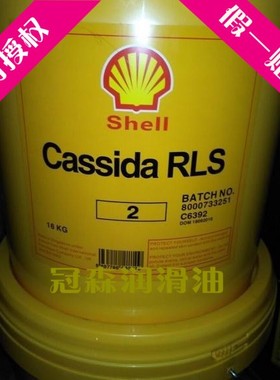 授权
假一
Shell
Cassida RLS
2
BATCH NO.
8000733251
C6392
18 KG
冠森润滑油